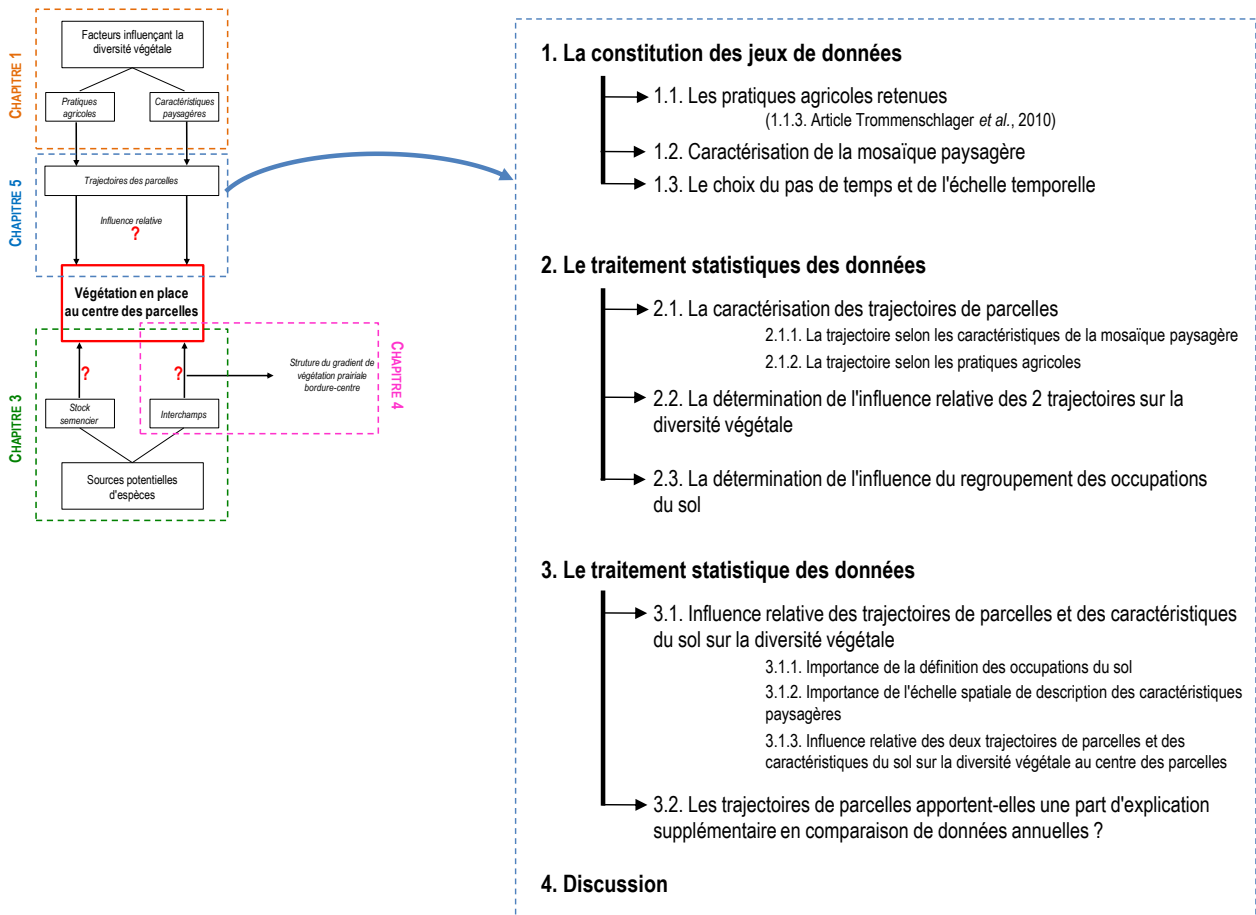 CHAPITRE 1
Facteurs influençant la
diversité végétale
Pratiques
agricoles
Caractéristiques
paysagères
CHAPITRE 5
Trajectoires des parcelles
Influence relative
?
Végétation en place
au centre des parcelles
CHAPITRE 3
?
?
Stock
semencier
Interchamps
Sources potentielles
d'espèces
Struture du gradient de
végétation prairiale
bordure-centre
CHAPITRE 4
1. La constitution des jeux de données
1.1. Les pratiques agricoles retenues
(1.1.3. Article Trommenschlager et al., 2010)
1.2. Caractérisation de la mosaïque paysagère
1.3. Le choix du pas de temps et de l'échelle temporelle
2. Le traitement statistiques des données
2.1. La caractérisation des trajectoires de parcelles
2.1.1. La trajectoire selon les caractéristiques de la mosaïque paysagère
2.1.2. La trajectoire selon les pratiques agricoles
2.2. La détermination de l'influence relative des 2 trajectoires sur la
diversité végétale
2.3. La détermination de l'influence du regroupement des occupations
du sol
3. Le traitement statistique des données
3.1. Influence relative des trajectoires de parcelles et des caractéristiques
du sol sur la diversité végétale
3.1.1. Importance de la définition des occupations du sol
3.1.2. Importance de l'échelle spatiale de description des caractéristiques
paysagères
3.1.3. Influence relative des deux trajectoires de parcelles et des
caractéristiques du sol sur la diversité végétale au centre des parcelles
3.2. Les trajectoires de parcelles apportent-elles une part d'explication
supplémentaire en comparaison de données annuelles ?
4. Discussion